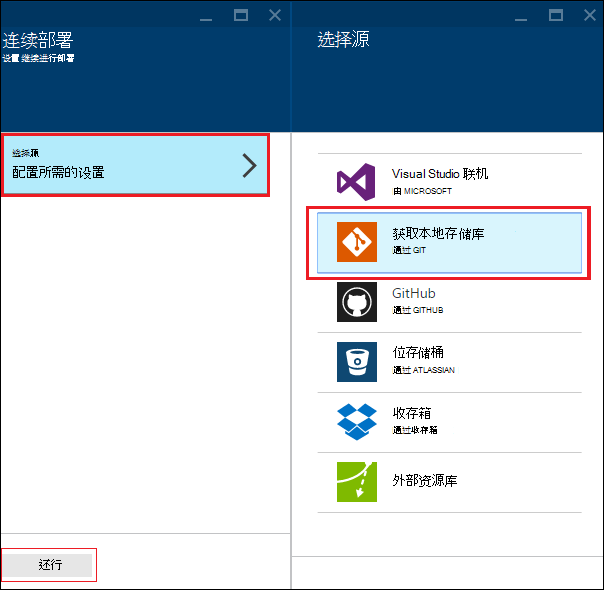 连续部署
设置 继续进行部署
选择源
配置所需的设置
还行
选择源
Visual Studio 联机
由 MICROSOFT
获取本地存储库
通过 GIT
GitHub
通过 GITHUB
位存储桶
通过 ATLASSIAN
收存箱
通过收存箱
外部资源库